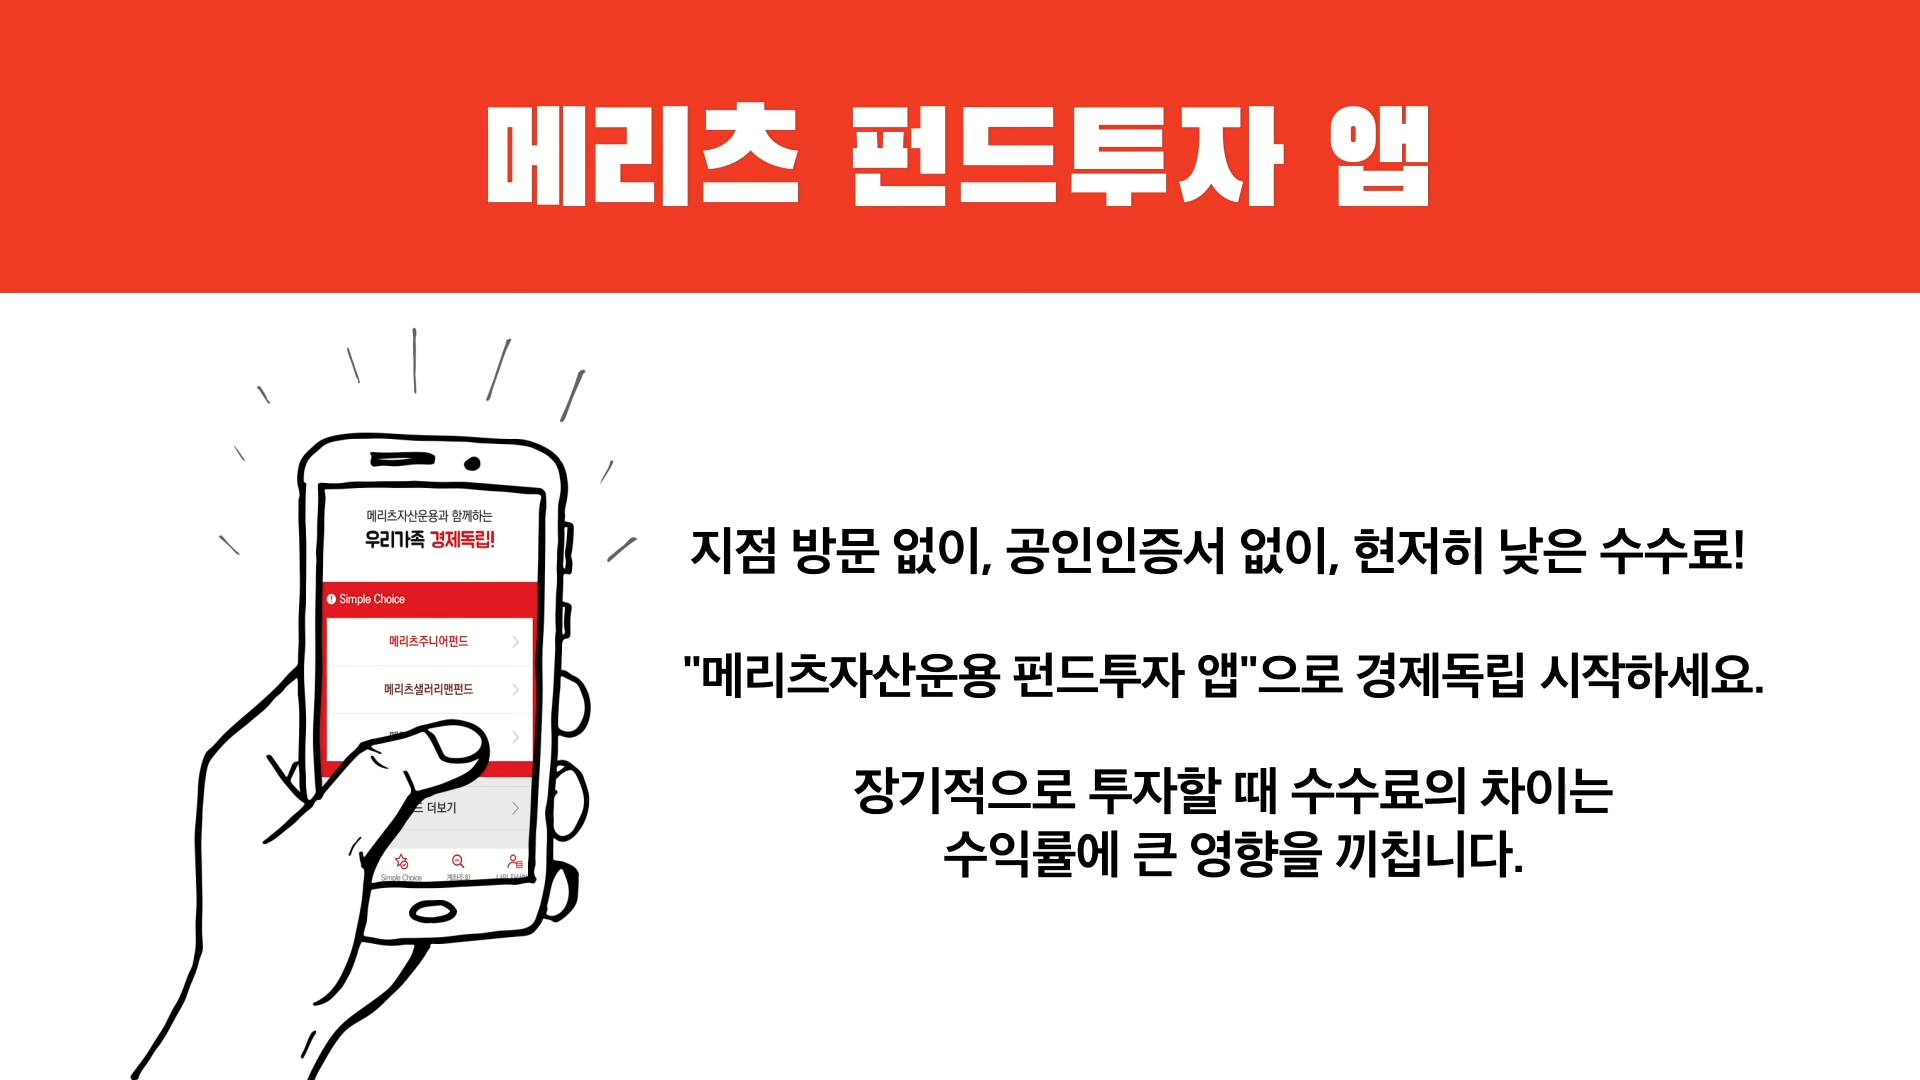 메리츠 펀드투자 앱
메리츠자산운용과 함께하는
우리가족 경제독립!
Simple Choice
메리츠주니어펀드
메리츠샐러리맨펀드
더보기
Simple Choice
계좌조회
지점 방문 없이, 공인인증서 없이, 현저히 낮은 수수료!
"메리츠자산운용 펀드투자 앱"으로 경제독립 시작하세요.
장기적으로 투자할 때 수수료의 차이는
수익률에 큰 영향을 끼칩니다.